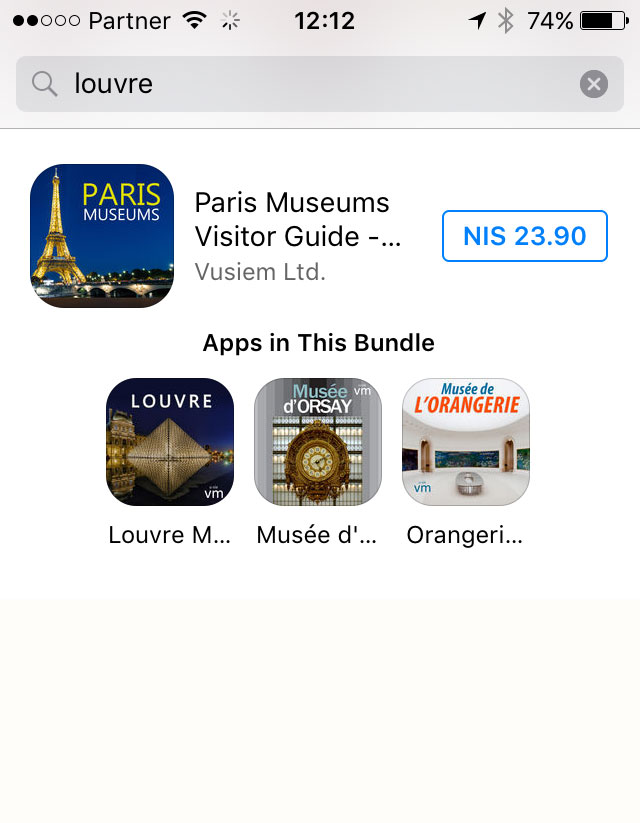 Partner 12:12 74%
louvre
PARIS
MUSEUMS
Paris Museums
Visitor Guide -...
Vusiem Ltd.
NIS 23.90
Apps in This Bundle
LOUVRE
vm
Musée
d'ORSAY
vm
Musée de
L'ORANGERIE
vm
Louvre M...
Musée d'...
Orangeri...